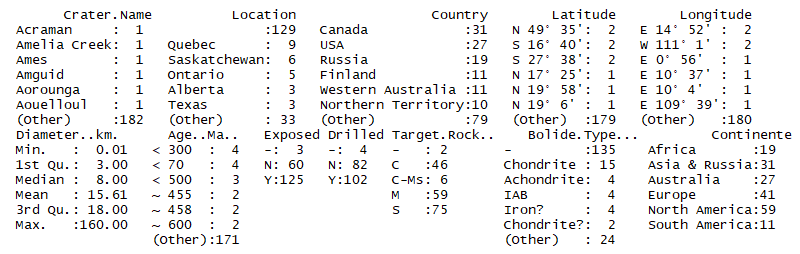 Crater.Name          Location                  Country        Latitude        Longitude
Acraman     :  1            :129   Canada            :31   N 49° 35':  2   E 14° 52' :  2
Amelia Creek:  1   Quebec      :  9   USA               :27   S 16° 40':  2   W 111° 1' :  2
Ames        :  1   Saskatchewan:  6   Russia            :19   S 27° 38':  2   E 0° 56'  :  1
Amguid      :  1   Ontario     :  5   Finland           :11   N 17° 25':  1   E 10° 37' :  1
Aorounga    :  1   Alberta     :  3   Western Australia :11   N 19° 58':  1   E 10° 4'  :  1
Aouelloul   :  1   Texas       :  3   Northern Territory:10   N 19° 6' :  1   E 109° 39':  1
(Other)     :182   (Other)     : 33   (Other)           :79   (Other)  :179   (Other)   :180
Diameter..km.     Age..Ma..   Exposed Drilled Target.Rock..    Bolide.Type...       Continente
Min.   :  0.01   < 300  :  4   -:  3   -:  4   -   : 2   -         :135   Africa       :19
1st Qu.:  3.00   < 70   :  4   N: 60   N: 82   C   :46   Chondrite : 15   Asia & Russia:31
Median :  8.00   < 500  :  3   Y:125   Y:102   C-Ms: 6   Achondrite:  4   Australia    :27
Mean   : 15.61   ~ 455  :  2   M   :59   IAB       :  4   Europe       :41
3rd Qu.: 18.00   ~ 458  :  2   S   :75   Iron?     :  4   North America:59
Max.   :160.00   ~ 600  :  2   Chondrite?:  2   South America:11
(Other):171   (Other)   : 24